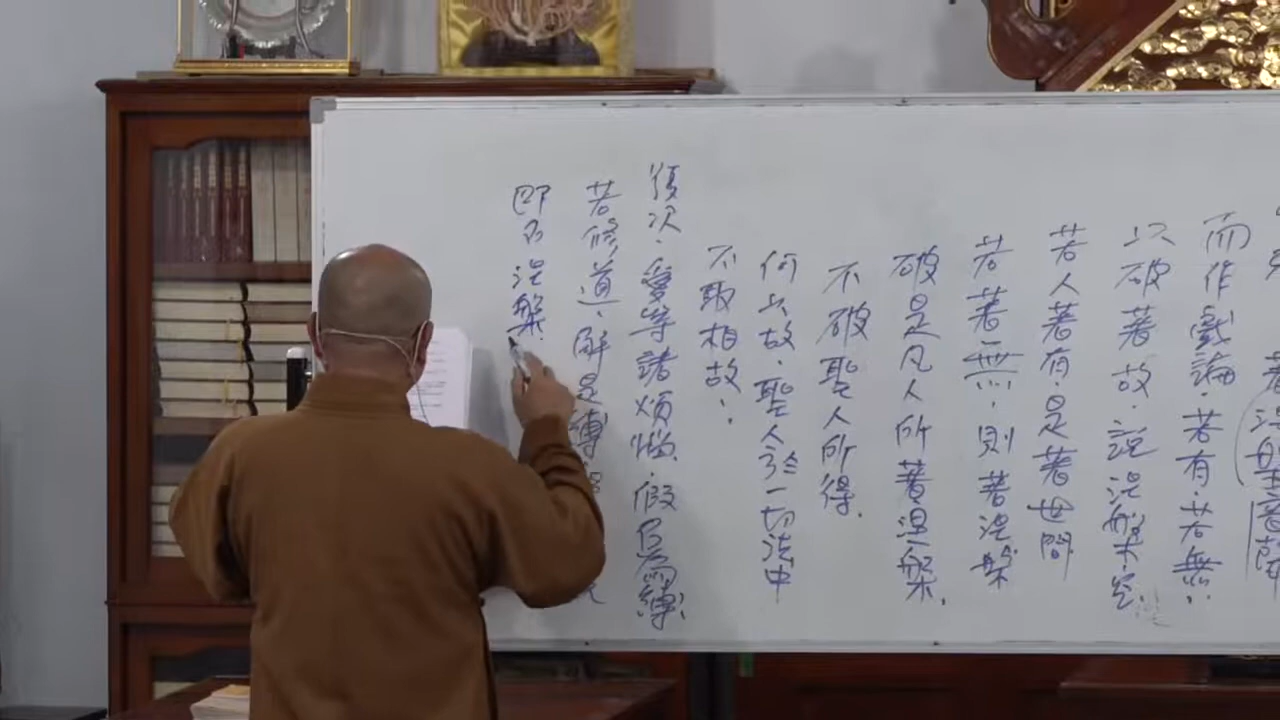 而作戲論.若有.若無..
以破著故.說涅槃亦空.
若人著有.是著世間
若著無.則著涅槃
破是凡人所著涅槃.
不破聖人所得.
何以故.聖人於一切法中
不取相故..
復次.愛等諸煩惱.假名為縛.
若修道.解是縛
即名涅槃.